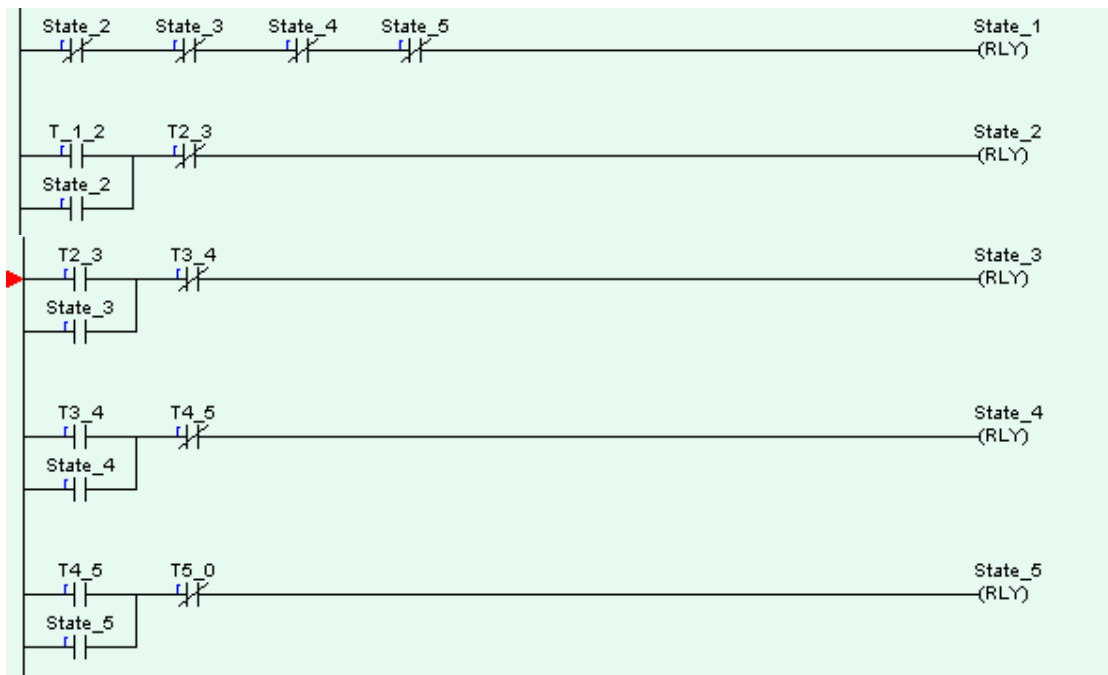 State_2 State_3 State_4 State_5 State_1
(RLY)
T_1_2 T2_3 State_2
(RLY)
State_2
T2_3 T3_4 State_3
(RLY)
State_3
T3_4 T4_5 State_4
(RLY)
State_4
T4_5 T5_0 State_5
(RLY)
State_5